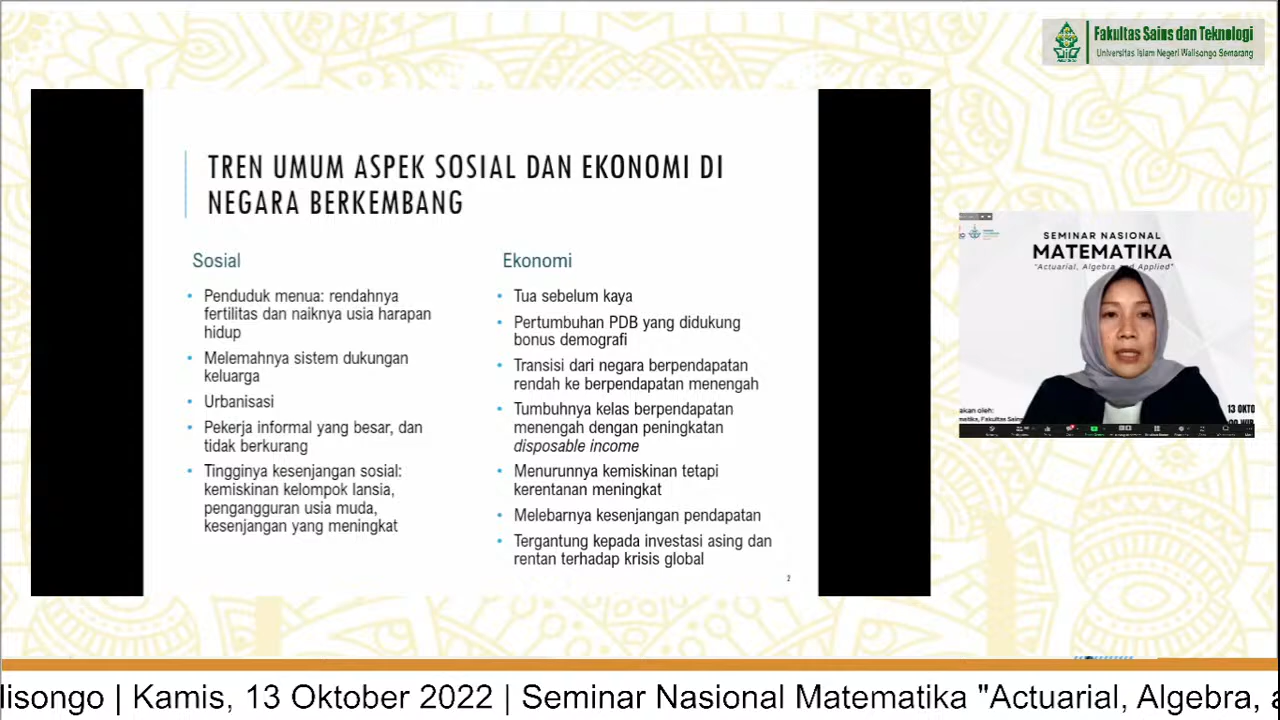 Fakultas Sains dan Teknologi
Universitas Islam Negeri Walisongo Semarang
TREN UMUM ASPEK SOSIAL DAN EKONOMI DI
NEGARA BERKEMBANG
Sosial
• Penduduk menua: rendahnya
fertilitas dan naiknya usia harapan
hidup
• Melemahnya sistem dukungan
keluarga
• Urbanisasi
• Pekerja informal yang besar, dan
tidak berkurang
• Tingginya kesenjangan sosial:
kemiskinan kelompok lansia,
pengangguran usia muda,
kesenjangan yang meningkat
Ekonomi
• Tua sebelum kaya
• Pertumbuhan PDB yang didukung
bonus demografi
• Transisi dari negara berpendapatan
rendah ke berpendapatan menengah
• Tumbuhnya kelas berpendapatan
menengah dengan peningkatan
disposable income
• Menurunnya kemiskinan tetapi
kerentanan meningkat
• Melebarnya kesenjangan pendapatan
• Tergantung kepada investasi asing dan
rentan terhadap krisis global
2
SEMINAR NASIONAL
MATEMATIKA
"Actuarial, Algebra and Applied"
akan oleh:
matika, Fakultas Sains
13 OKTO
lisongo | Kamis, 13 Oktober 2022 | Seminar Nasional Matematika "Actuarial, Algebra, a